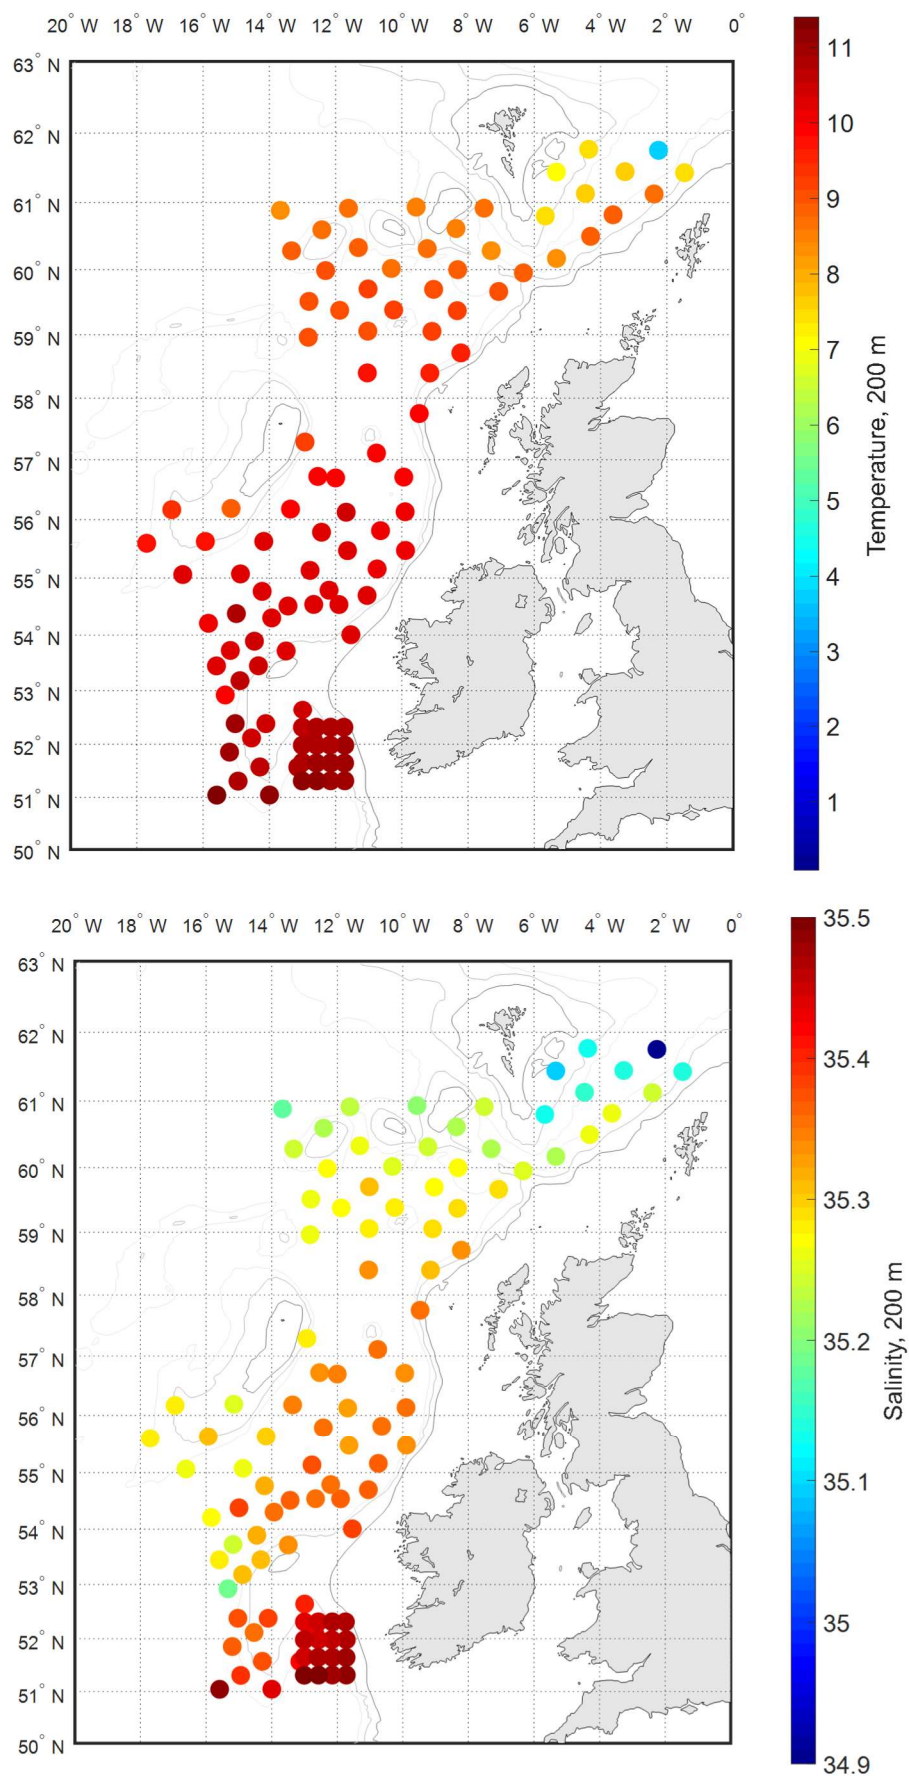 20° W 18° W 16° W 14° W 12° W 10° W 8° W 6° W 4° W 2° W 0°
63° N
62° N
61° N
60° N
59° N
58° N
57° N
56° N
55° N
54° N
53° N
52° N
51° N
50° N
11
10
9
8
7
6
5
4
3
2
1
Temperature, 200 m
20° W 18° W 16° W 14° W 12° W 10° W 8° W 6° W 4° W 2° W 0°
63° N
62° N
61° N
60° N
59° N
58° N
57° N
56° N
55° N
54° N
53° N
52° N
51° N
50° N
35.5
35.4
35.3
35.2
35.1
35
34.9
Salinity, 200 m